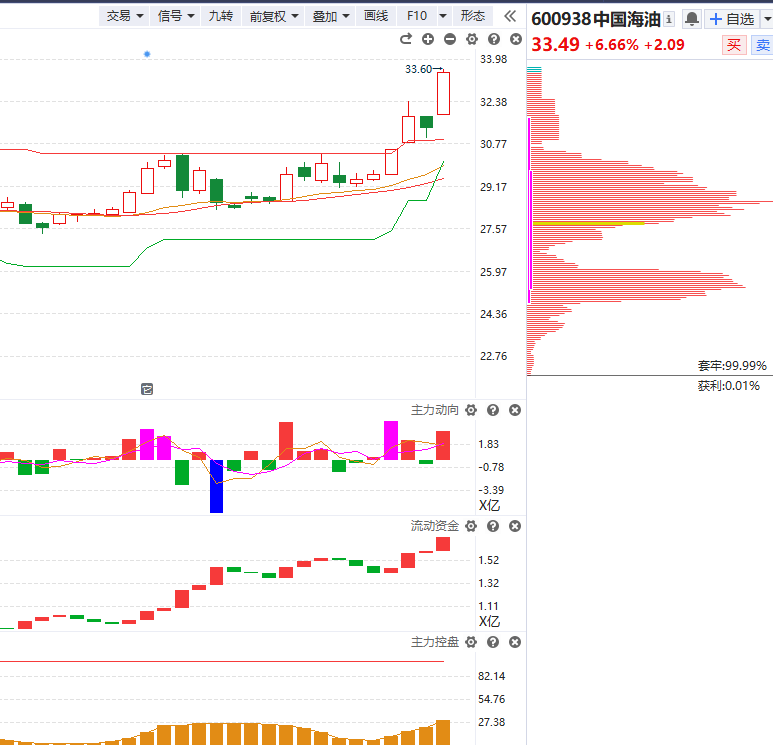 交易 信号 九转 前复权 叠加 画线 F10 形态
600938中国海油 自选
33.49 +6.66% +2.09 买 卖
33.60 33.98
32.38
30.77
29.17
27.57
25.97
24.36
22.76
套牢:99.99%
获利:0.01%
主力动向
1.83
-0.78
-3.39
X亿
流动资金
1.52
1.32
1.11
X亿
主力控盘
82.14
54.76
27.38